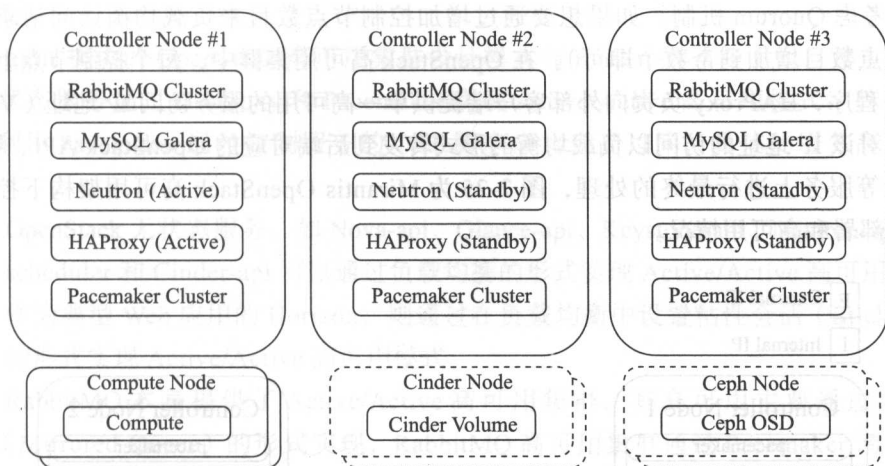 Controller Node #1
RabbitMQ Cluster
MySQL Galera
Neutron (Active)
HAProxy (Active)
Pacemaker Cluster
Controller Node #2
RabbitMQ Cluster
MySQL Galera
Neutron (Standby)
HAProxy (Standby)
Pacemaker Cluster
Controller Node #3
RabbitMQ Cluster
MySQL Galera
Neutron (Standby)
HAProxy (Standby)
Pacemaker Cluster
Compute Node
Compute
Cinder Node
Cinder Volume
Ceph Node
Ceph OSD